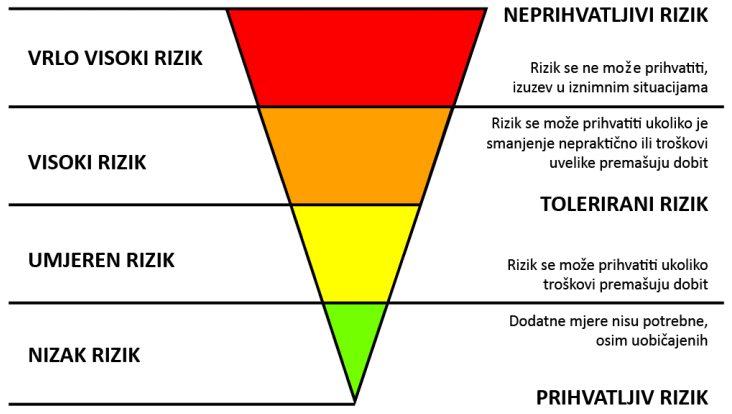 NEPRIHVATLJIVI RIZIK
VRLO VISOKI RIZIK
Rizik se ne može prihvatiti,
izuzev u iznimnim situacijama
Rizik se može prihvatiti ukoliko je
smanjenje nepraktično ili troškovi
uvelike premašuju dobit
VISOKI RIZIK
TOLERIRANI RIZIK
UMJEREN RIZIK
Rizik se može prihvatiti ukoliko
troškovi premašuju dobit
Dodatne mjere nisu potrebne,
osim uobičajenih
NIZAK RIZIK
PRIHVATLJIV RIZIK